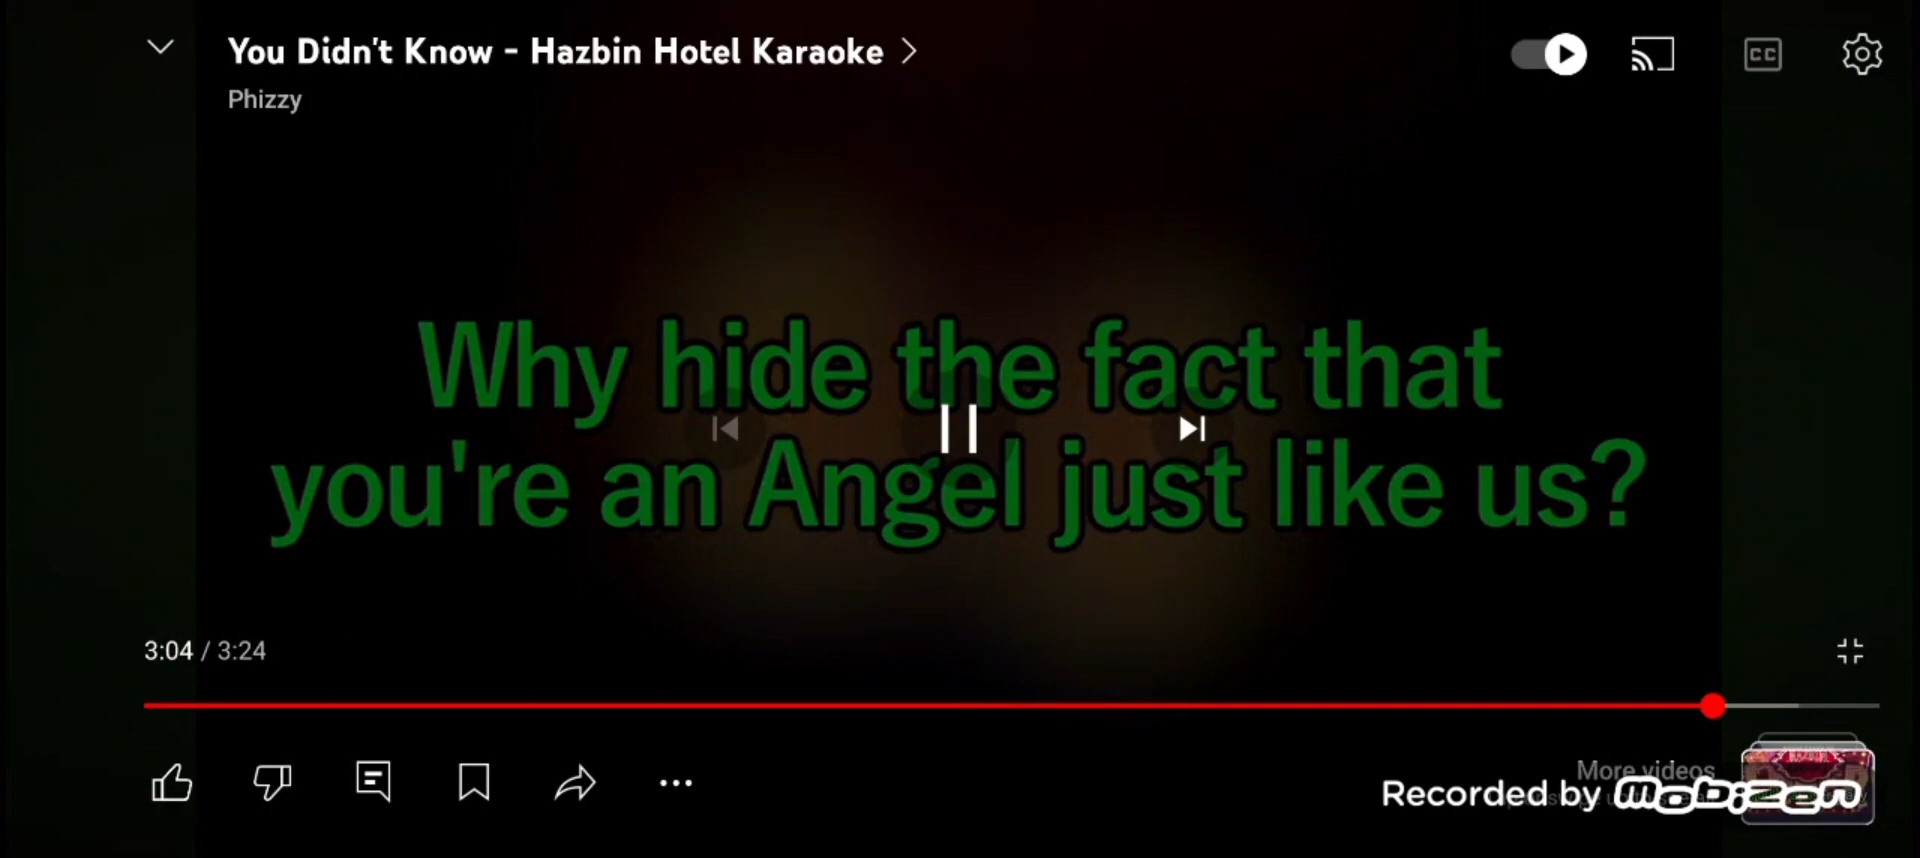 You Didn't Know - Hazbin Hotel Karaoke
Phizzy
CC
Why hide the fact that
you're an Angel just like us?
3:04 / 3:24
More videos
Recorded by Mobizen